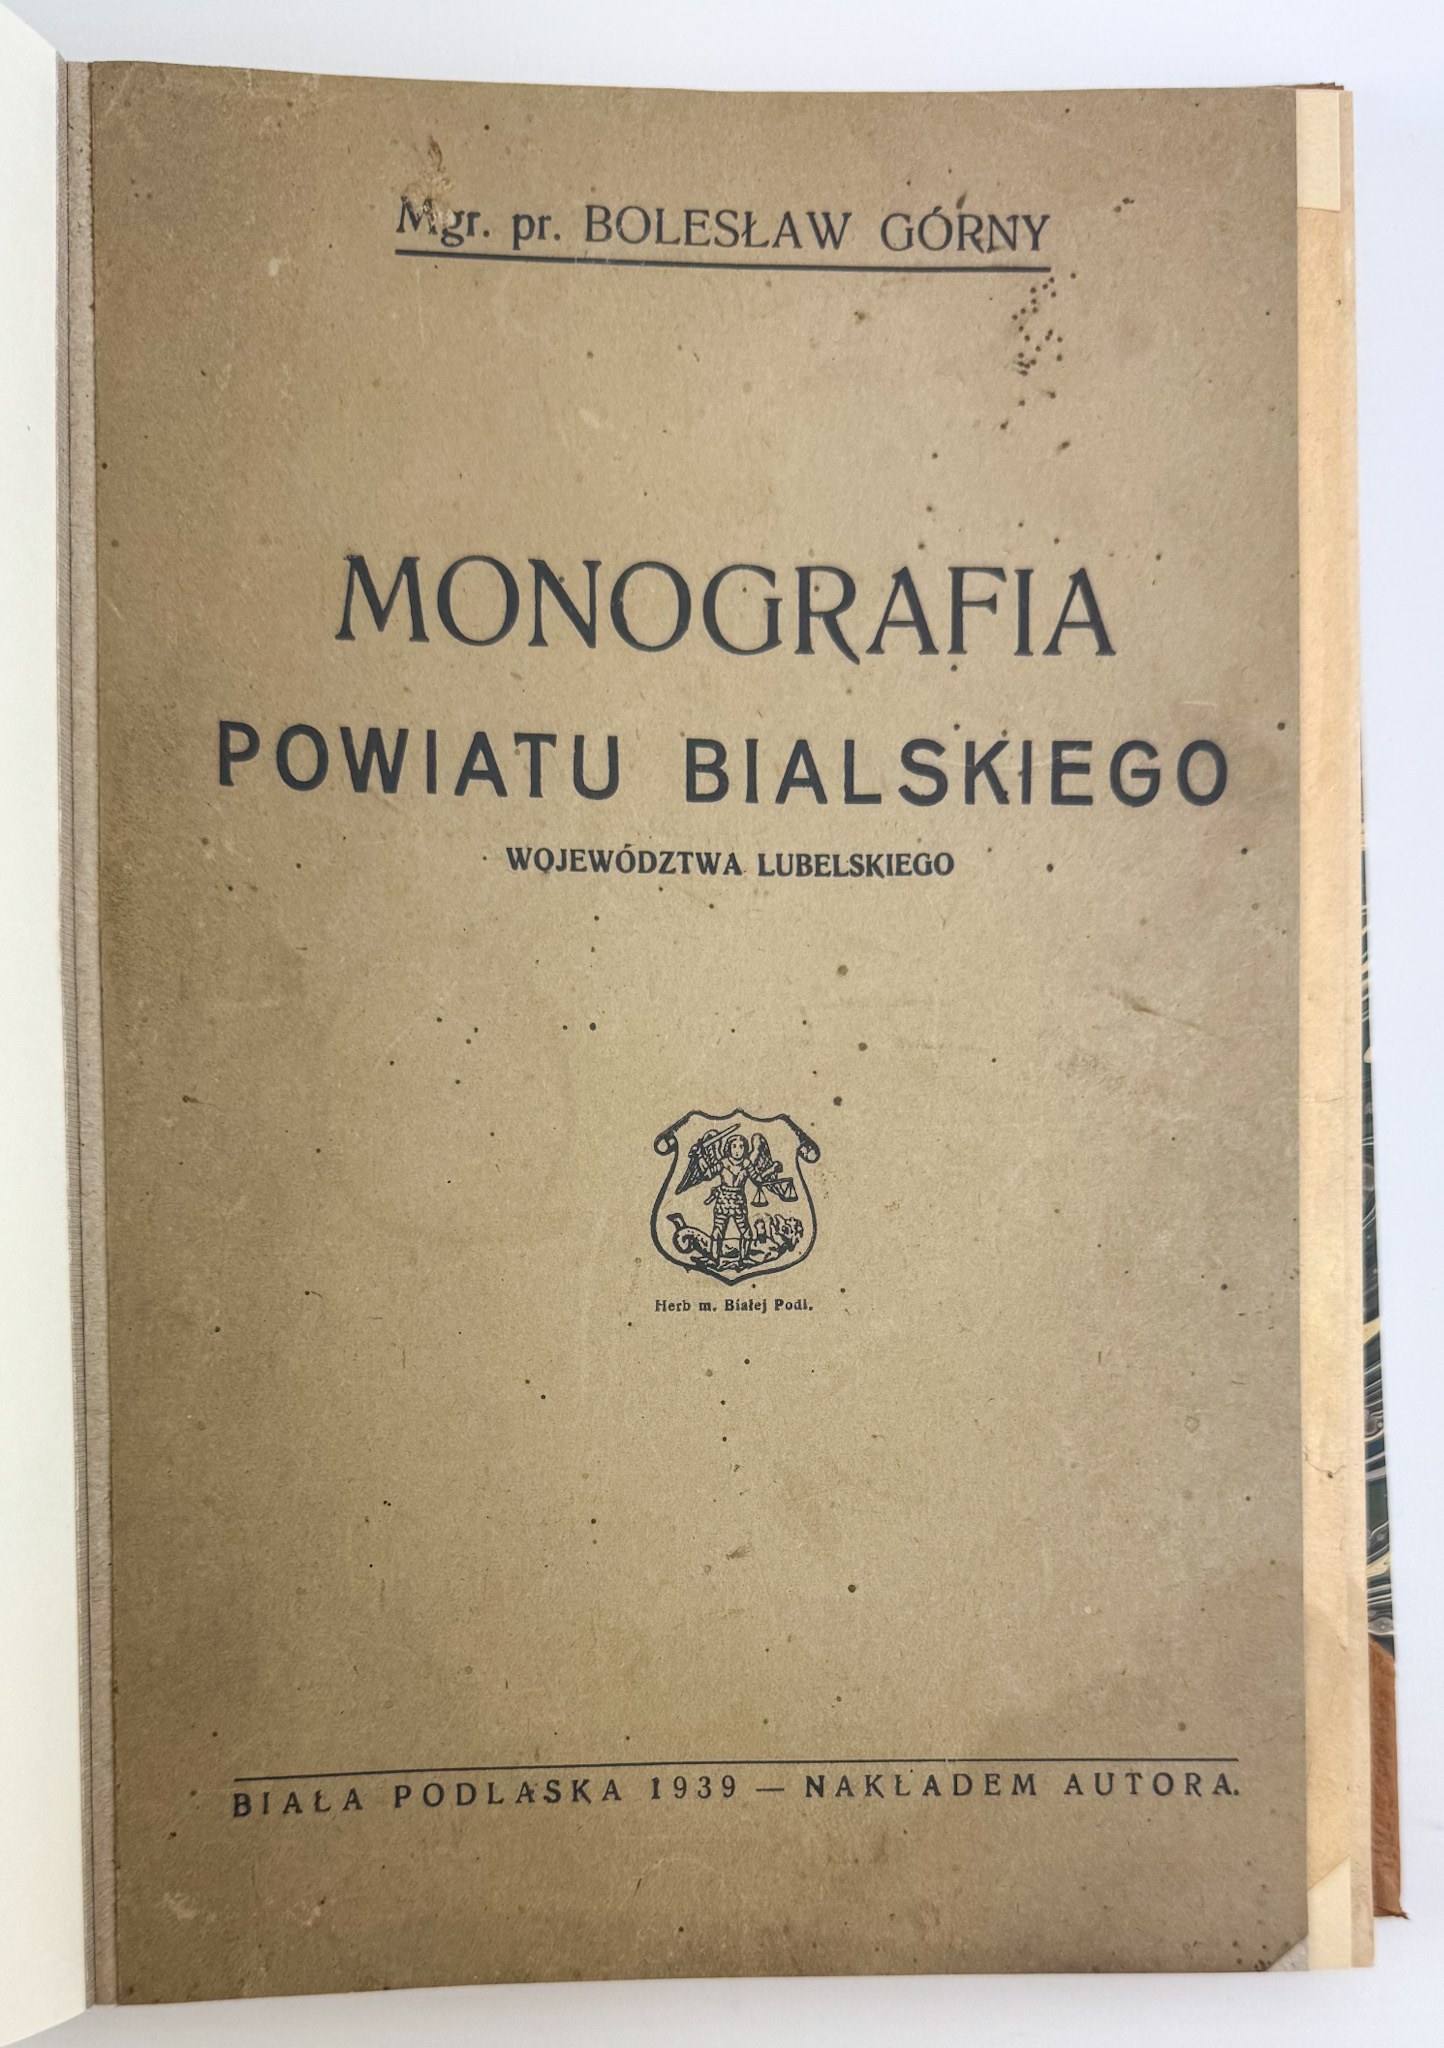 Mgr. pr. BOLESŁAW GÓRNY
MONOGRAFIA
POWIATU BIALSKIEGO
WOJEWÓDZTWA LUBELSKIEGO
Herb m. Białej Podl.
BIAŁA PODLASKA 1939 — NAKŁADEM AUTORA.